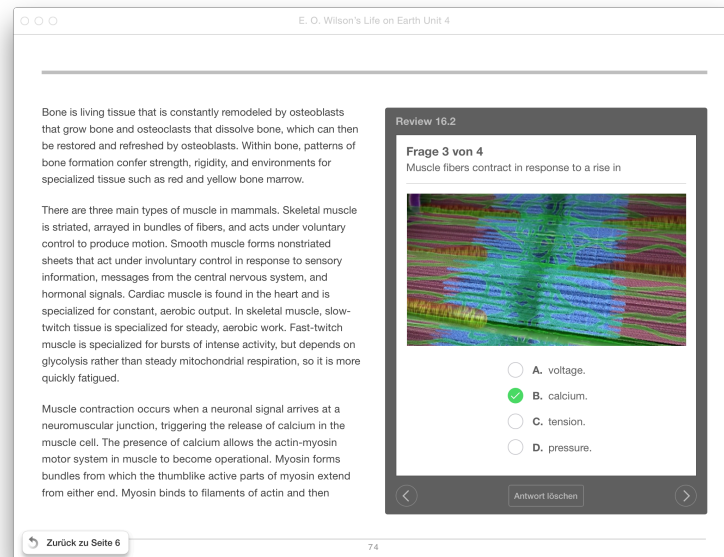 E. O. Wilson's Life on Earth Unit 4
Bone is living tissue that is constantly remodeled by osteoblasts
that grow bone and osteoclasts that dissolve bone, which can then
be restored and refreshed by osteoblasts. Within bone, patterns of
bone formation confer strength, rigidity, and environments for
specialized tissue such as red and yellow bone marrow.
There are three main types of muscle in mammals. Skeletal muscle
is striated, arrayed in bundles of fibers, and acts under voluntary
control to produce motion. Smooth muscle forms nonstriated
sheets that act under involuntary control in response to sensory
information, messages from the central nervous system, and
hormonal signals. Cardiac muscle is found in the heart and is
specialized for constant, aerobic output. In skeletal muscle, slow-
twitch tissue is specialized for steady, aerobic work. Fast-twitch
muscle is specialized for bursts of intense activity, but depends on
glycolysis rather than steady mitochondrial respiration, so it is more
quickly fatigued.
Muscle contraction occurs when a neuronal signal arrives at a
neuromuscular junction, triggering the release of calcium in the
muscle cell. The presence of calcium allows the actin-myosin
motor system in muscle to become operational. Myosin forms
bundles from which the thumblike active parts of myosin extend
from either end. Myosin binds to filaments of actin and then
Review 16.2
Frage 3 von 4
Muscle fibers contract in response to a rise in
A. voltage.
B. calcium.
C. tension.
D. pressure.
Antwort löschen
Zurück zu Seite 6
74